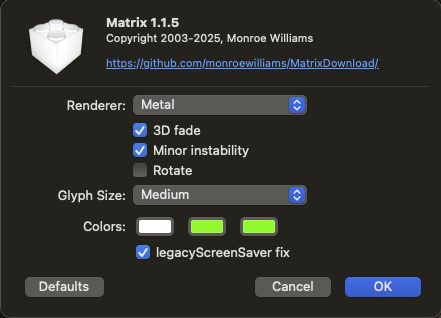 Matrix 1.1.5
Copyright 2003-2025, Monroe Williams
https://github.com/monroewilliams/MatrixDownload/
Renderer: Metal
3D fade
Minor instability
Rotate
Glyph Size: Medium
Colors:
legacyScreenSaver fix
Defaults Cancel OK